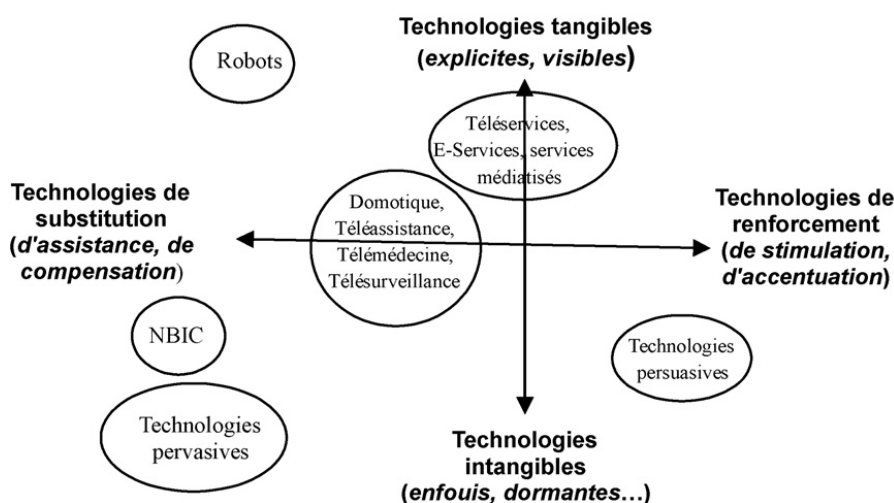 Technologies tangibles
(explicites, visibles)
Robots
Téléservices,
E-Services, services
médiatisés
Technologies de
substitution
(d'assistance, de
compensation)
Domotique,
Téléassistance,
Télémédecine,
Télésurveillance
Technologies de
renforcement
(de stimulation,
d'accentuation)
NBIC
Technologies
persuasives
Technologies
pervasives
Technologies
intangibles
(enfouis, dormantes…)